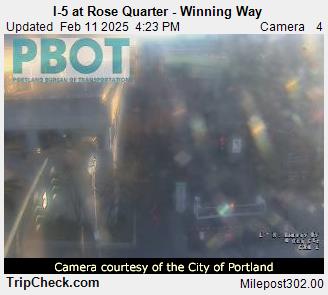 I-5 at Rose Quarter - Winning Way
Updated Feb 11 2025 4:23 PM Camera 4
PBOT
PORTLAND BUREAU OF TRANSPORTATION
Camera courtesy of the City of Portland
TripCheck.com Milepost302.00